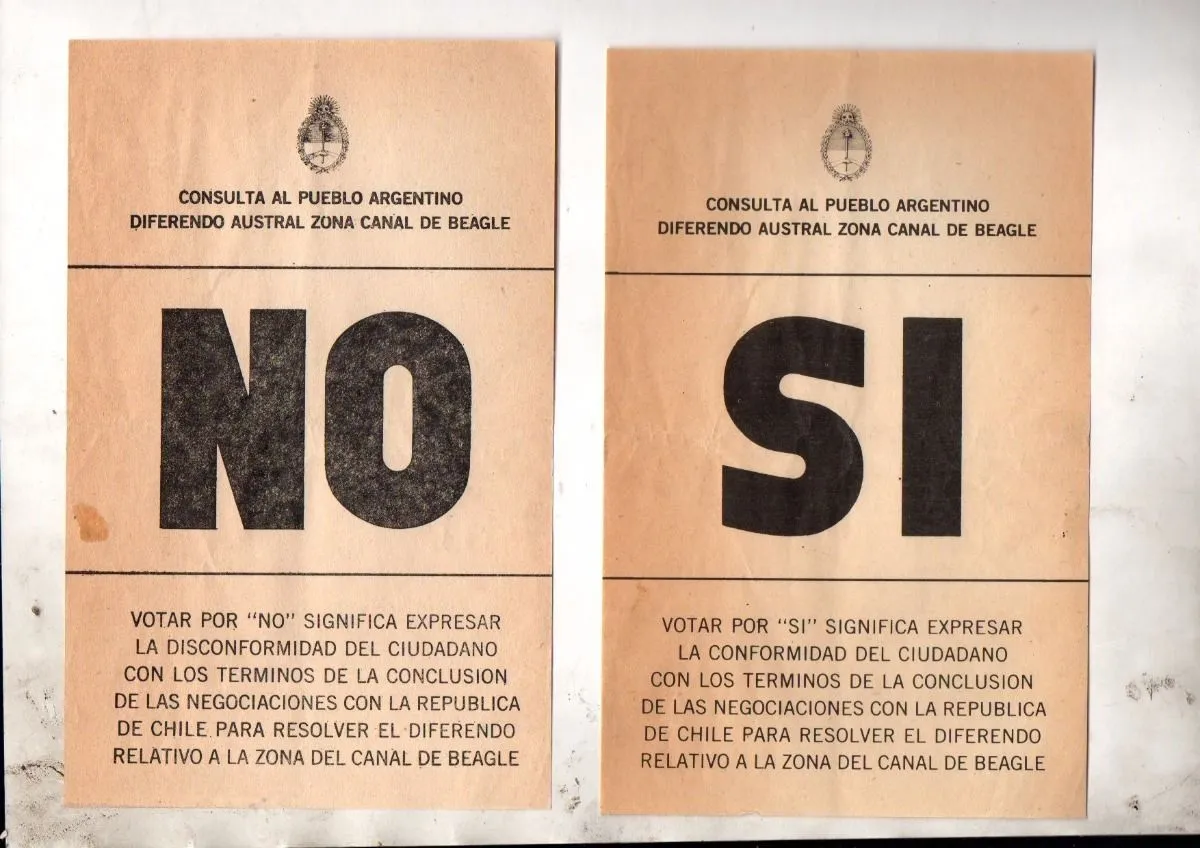 CONSULTA AL PUEBLO ARGENTINO
DIFERENDO AUSTRAL ZONA CANAL DE BEAGLE
NO
VOTAR POR "NO" SIGNIFICA EXPRESAR
LA DISCONFORMIDAD DEL CIUDADANO
CON LOS TERMINOS DE LA CONCLUSION
DE LAS NEGOCIACIONES CON LA REPUBLICA
DE CHILE PARA RESOLVER EL DIFERENDO
RELATIVO A LA ZONA DEL CANAL DE BEAGLE
CONSULTA AL PUEBLO ARGENTINO
DIFERENDO AUSTRAL ZONA CANAL DE BEAGLE
SI
VOTAR POR "SI" SIGNIFICA EXPRESAR
LA CONFORMIDAD DEL CIUDADANO
CON LOS TERMINOS DE LA CONCLUSION
DE LAS NEGOCIACIONES CON LA REPUBLICA
DE CHILE PARA RESOLVER EL DIFERENDO
RELATIVO A LA ZONA DEL CANAL DE BEAGLE